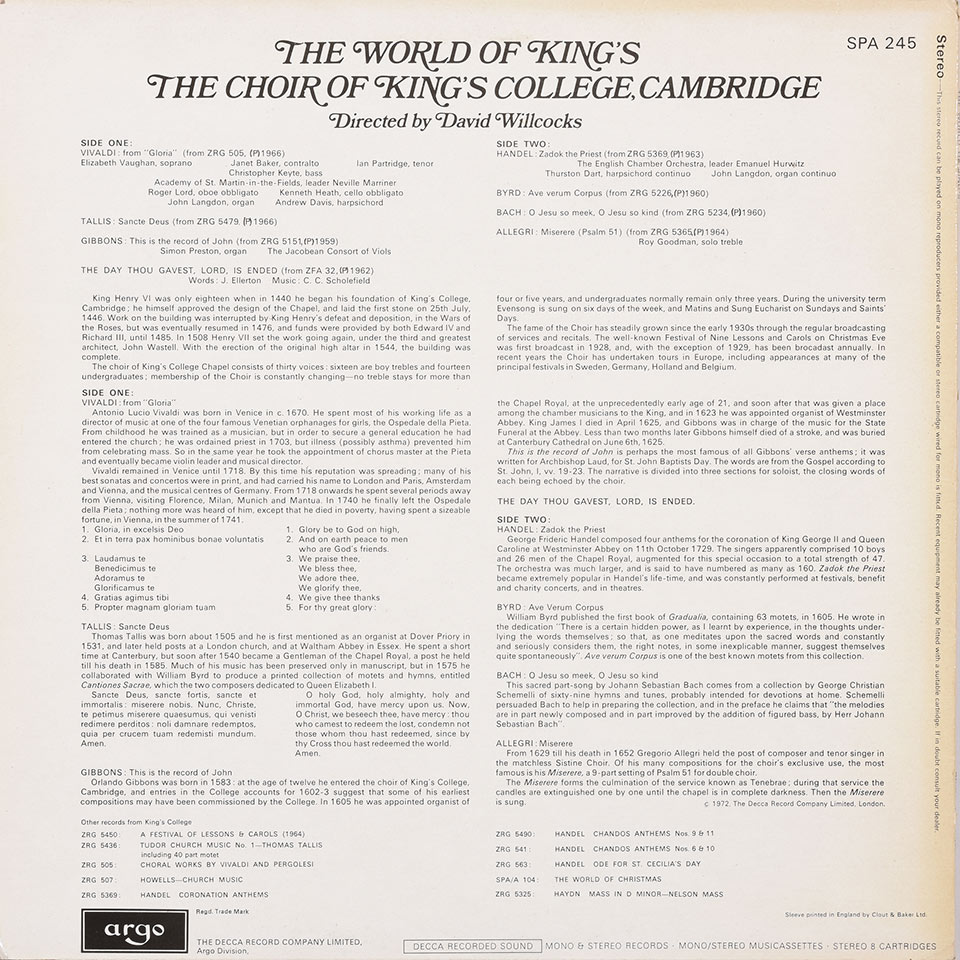 THE WORLD OF KING'S
THE CHOIR OF KING'S COLLEGE, CAMBRIDGE
Directed by David Willcocks
SPA 245
SIDE ONE:
VIVALDI: from "Gloria" (from ZRG 505, (P)1966)
Elizabeth Vaughan, soprano Janet Baker, contralto Ian Partridge, tenor
Christopher Keyte, bass
Academy of St. Martin-in-the-Fields, leader Neville Marriner
Roger Lord, oboe obbligato Kenneth Heath, cello obbligato
John Langdon, organ Andrew Davis, harpsichord
TALLIS: Sancte Deus (from ZRG 5479, (P)1966)
GIBBONS: This is the record of John (from ZRG 5151,(P)1959)
Simon Preston, organ The Jacobean Consort of Viols
THE DAY THOU GAVEST, LORD, IS ENDED (from ZFA 32,(P)1962)
Words: J. Ellerton Music: C. C. Scholefield
SIDE TWO:
HANDEL: Zadok the Priest (from ZRG 5369,(P)1963)
The English Chamber Orchestra, leader Emanuel Hurwitz
Thurston Dart, harpsichord continuo John Langdon, organ continuo
BYRD: Ave verum Corpus (from ZRG 5226,(P)1960)
BACH: O Jesu so meek, O Jesu so kind (from ZRG 5234,(P)1960)
ALLEGRI: Miserere (Psalm 51) (from ZRG 5365,(P)1964)
Roy Goodman, solo treble
King Henry VI was only eighteen when in 1440 he began his foundation of King's College,
Cambridge; he himself approved the design of the Chapel, and laid the first stone on 25th July,
1446. Work on the building was interrupted by King Henry's defeat and deposition, in the Wars of
the Roses, but was eventually resumed in 1476, and funds were provided by both Edward IV and
Richard III, until 1485. In 1508 Henry VII set the work going again, under the third and greatest
architect, John Wastell. With the erection of the original high altar in 1544, the building was
complete.
The choir of King's College Chapel consists of thirty voices: sixteen are boy trebles and fourteen
undergraduates; membership of the Choir is constantly changing—no treble stays for more than
four or five years, and undergraduates normally remain only three years. During the university term
Evensong is sung on six days of the week, and Matins and Sung Eucharist on Sundays and Saints'
Days.
The fame of the Choir has steadily grown since the early 1930s through the regular broadcasting
of services and recitals. The well-known Festival of Nine Lessons and Carols on Christmas Eve
was first broadcast in 1928, and, with the exception of 1929, has been brocadast annually. In
recent years the Choir has undertaken tours in Europe, including appearances at many of the
principal festivals in Sweden, Germany, Holland and Belgium.
SIDE ONE:
VIVALDI: from "Gloria"
Antonio Lucio Vivaldi was born in Venice in c. 1670. He spent most of his working life as a
director of music at one of the four famous Venetian orphanages for girls, the Ospedale della Pieta.
From childhood he was trained as a musician, but in order to secure a general education he had
entered the church; he was ordained priest in 1703, but illness (possibly asthma) prevented him
from celebrating mass. So in the same year he took the appointment of chorus master at the Pieta
and eventually became violin leader and musical director.
Vivaldi remained in Venice until 1718. By this time his reputation was spreading; many of his
best sonatas and concertos were in print, and had carried his name to London and Paris, Amsterdam
and Vienna, and the musical centres of Germany. From 1718 onwards he spent several periods away
from Vienna, visiting Florence, Milan, Munich and Mantua. In 1740 he finally left the Ospedale
della Pieta; nothing more was heard of him, except that he died in poverty, having spent a sizeable
fortune, in Vienna, in the summer of 1741.
1. Gloria, in excelsis Deo 1. Glory be to God on high,
2. Et in terra pax hominibus bonae voluntatis 2. And on earth peace to men
who are God's friends.
3. Laudamus te 3. We praise thee,
Benedicimus te We bless thee,
Adoramus te We adore thee,
Glorificamus te We glorify thee,
4. Gratias agimus tibi 4. We give thee thanks
5. Propter magnam gloriam tuam 5. For thy great glory:
TALLIS: Sancte Deus
Thomas Tallis was born about 1505 and he is first mentioned as an organist at Dover Priory in
1531, and later held posts at a London church, and at Waltham Abbey in Essex. He spent a short
time at Canterbury, but soon after 1540 became a Gentleman of the Chapel Royal, a post he held
till his death in 1585. Much of his music has been preserved only in manuscript, but in 1575 he
collaborated with William Byrd to produce a printed collection of motets and hymns, entitled
Cantiones Sacrae, which the two composers dedicated to Queen Elizabeth I.
Sancte Deus, sancte fortis, sancte et
immortalis: miserere nobis. Nunc, Christe,
te petimus miserere quaesumus, qui venisti
redimere perditos: noli damnare redemptos,
quia per crucem tuam redemisti mundum.
Amen.
O holy God, holy almighty, holy and
immortal God, have mercy upon us. Now,
O Christ, we beseech thee, have mercy: thou
who camest to redeem the lost, condemn not
those whom thou hast redeemed, since by
thy Cross thou hast redeemed the world.
Amen.
GIBBONS: This is the record of John
Orlando Gibbons was born in 1583: at the age of twelve he entered the choir of King's College,
Cambridge, and entries in the College accounts for 1602-3 suggest that some of his earliest
compositions may have been commissioned by the College. In 1605 he was appointed organist of
the Chapel Royal, at the unprecedentedly early age of 21, and soon after that was given a place
among the chamber musicians to the King, and in 1623 he was appointed organist of Westminster
Abbey. King James I died in April 1625, and Gibbons was in charge of the music for the State
Funeral at the Abbey. Less than two months later Gibbons himself died of a stroke, and was buried
at Canterbury Cathedral on June 6th, 1625.
This is the record of John is perhaps the most famous of all Gibbons' verse anthems; it was
written for Archbishop Laud, for St. John Baptists Day. The words are from the Gospel according to
St. John, I, vv. 19-23. The narrative is divided into three sections for soloist, the closing words of
each being echoed by the choir.
THE DAY THOU GAVEST, LORD, IS ENDED.
SIDE TWO:
HANDEL: Zadok the Priest
George Frideric Handel composed four anthems for the coronation of King George II and Queen
Caroline at Westminster Abbey on 11th October 1729. The singers apparently comprised 10 boys
and 26 men of the Chapel Royal, augmented for this special occasion to a total strength of 47.
The orchestra was much larger, and is said to have numbered as many as 160. Zadok the Priest
became extremely popular in Handel's life-time, and was constantly performed at festivals, benefit
and charity concerts, and in theatres.
BYRD: Ave Verum Corpus
William Byrd published the first book of Gradualia, containing 63 motets, in 1605. He wrote in
the dedication "There is a certain hidden power, as I learnt by experience, in the thoughts under-
lying the words themselves; so that, as one meditates upon the sacred words and constantly
and seriously considers them, the right notes, in some inexplicable manner, suggest themselves
quite spontaneously". Ave verum Corpus is one of the best known motets from this collection.
BACH: O Jesu so meek, O Jesu so kind
This sacred part-song by Johann Sebastian Bach comes from a collection by George Christian
Schemelli of sixty-nine hymns and tunes, probably intended for devotions at home. Schemelli
persuaded Bach to help in preparing the collection, and in the preface he claims that "the melodies
are in part newly composed and in part improved by the addition of figured bass, by Herr Johann
Sebastian Bach".
ALLEGRI: Miserere
From 1629 till his death in 1652 Gregorio Allegri held the post of composer and tenor singer in
the matchless Sistine Choir. Of his many compositions for the choir's exclusive use, the most
famous is his Miserere, a 9-part setting of Psalm 51 for double choir.
The Miserere forms the culmination of the service known as Tenebrae; during that service the
candles are extinguished one by one until the chapel is in complete darkness. Then the Miserere
is sung.
© 1972, The Decca Record Company Limited, London.
Other records from King's College
ZRG 5450: A FESTIVAL OF LESSONS & CAROLS (1964)
ZRG 5436: TUDOR CHURCH MUSIC No. 1—THOMAS TALLIS
including 40 part motet
ZRG 505: CHORAL WORKS BY VIVALDI AND PERGOLESI
ZRG 507: HOWELLS—CHURCH MUSIC
ZRG 5369: HANDEL CORONATION ANTHEMS
ZRG 5490: HANDEL CHANDOS ANTHEMS Nos. 9 & 11
ZRG 541: HANDEL CHANDOS ANTHEMS Nos. 6 & 10
ZRG 563: HANDEL ODE FOR ST. CECILIA'S DAY
SPA/A 104: THE WORLD OF CHRISTMAS
ZRG 5325: HAYDN MASS IN D MINOR—NELSON MASS
argo
Regd. Trade Mark
THE DECCA RECORD COMPANY LIMITED,
Argo Division,
Sleeve printed in England by Clout & Baker Ltd.
DECCA RECORDED SOUND MONO & STEREO RECORDS · MONO/STEREO MUSICASSETTES · STEREO 8 CARTRIDGES
Stereo—This stereo record can be played on mono reproducers provided either a compatible or stereo cartridge wired for mono is fitted. Recent equipment may already be fitted with a suitable cartridge. If in doubt consult your dealer.